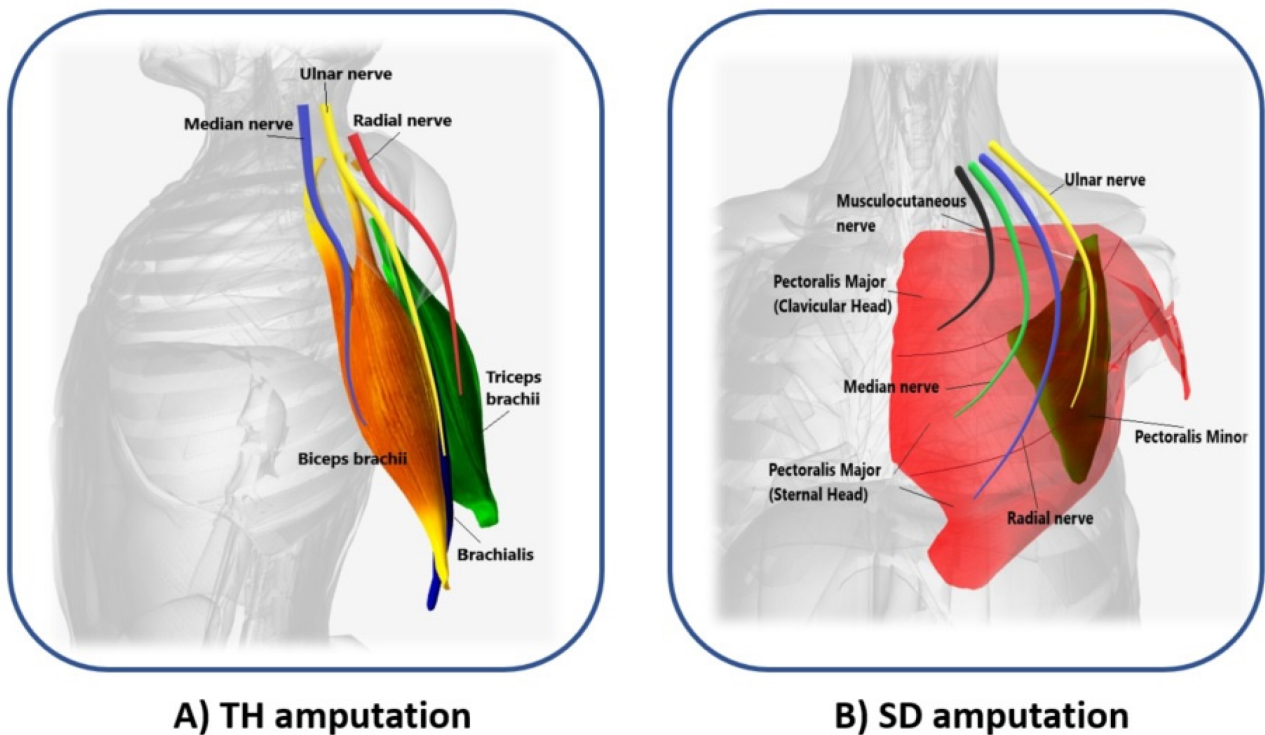 Ulnar nerve
Median nerve
Radial nerve
Triceps
brachii
Biceps brachii
Brachialis
A) TH amputation
Ulnar nerve
Musculocutaneous
nerve
Pectoralis Major
(Clavicular Head)
Median nerve
Pectoralis Minor
Pectoralis Major
(Sternal Head)
Radial nerve
B) SD amputation